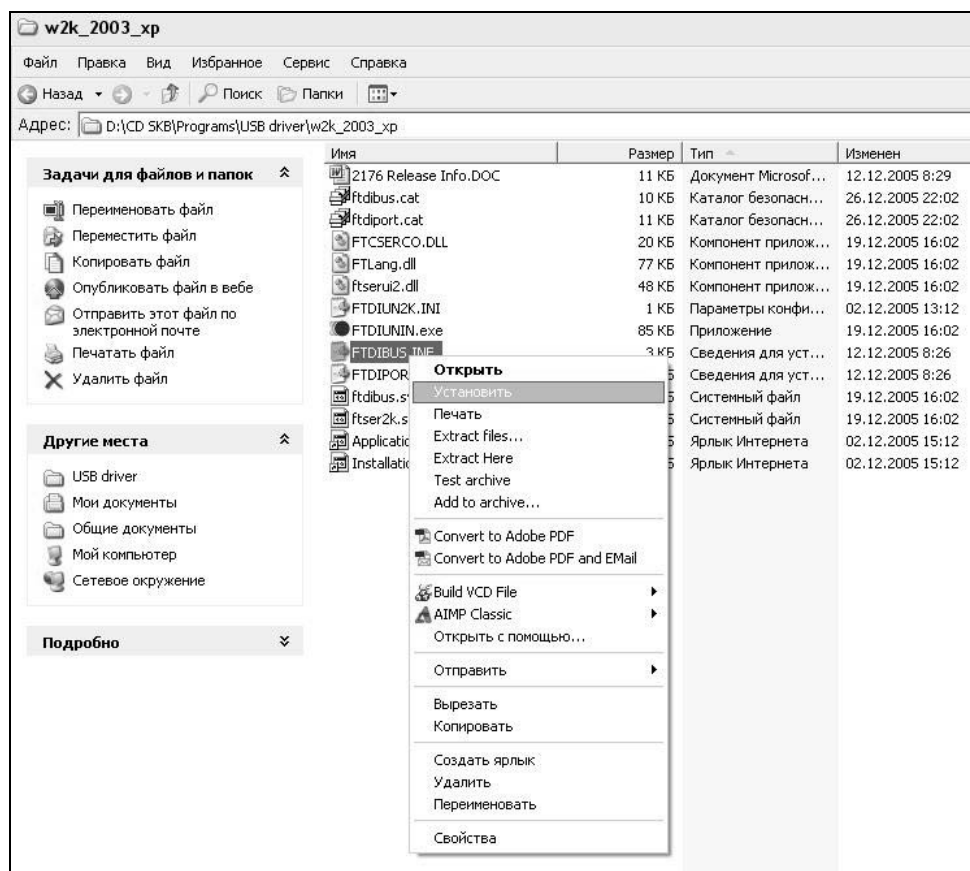 w2k_2003_xp
Файл Правка Вид Избранное Сервис Справка
Назад Поиск Папки
Адрес: D:\CD SKB\Programs\USB driver\w2k_2003_xp
Задачи для файлов и папок
Переименовать файл
Переместить файл
Копировать файл
Опубликовать файл в вебе
Отправить этот файл по
электронной почте
Печатать файл
Удалить файл
Другие места
USB driver
Мои документы
Общие документы
Мой компьютер
Сетевое окружение
Подробно
Имя Размер Тип Изменен
2176 Release Info.DOC 11 КБ Документ Microsof... 12.12.2005 8:29
ftdibus.cat 10 КБ Каталог безопасн... 26.12.2005 22:02
ftdiport.cat 11 КБ Каталог безопасн... 26.12.2005 22:02
FTCSERCO.DLL 20 КБ Компонент прилож... 19.12.2005 16:02
FTLang.dll 77 КБ Компонент прилож... 19.12.2005 16:02
ftserui2.dll 48 КБ Компонент прилож... 19.12.2005 16:02
FTDIUN2K.INI 1 КБ Параметры конфи... 02.12.2005 13:12
FTDIUNIN.exe 85 КБ Приложение 19.12.2005 16:02
FTDIBUS.INF 3 КБ Сведения для уст... 12.12.2005 8:26
FTDIPOR Б Сведения для уст... 12.12.2005 8:26
ftdibus.s Б Системный файл 19.12.2005 16:02
ftser2k.s Б Системный файл 19.12.2005 16:02
Applicatio Б Ярлык Интернета 02.12.2005 15:12
Installatio Б Ярлык Интернета 02.12.2005 15:12
Открыть
Установить
Печать
Extract files...
Extract Here
Test archive
Add to archive...
Convert to Adobe PDF
Convert to Adobe PDF and EMail
Build VCD File
AIMP Classic
Открыть с помощью...
Отправить
Вырезать
Копировать
Создать ярлык
Удалить
Переименовать
Свойства